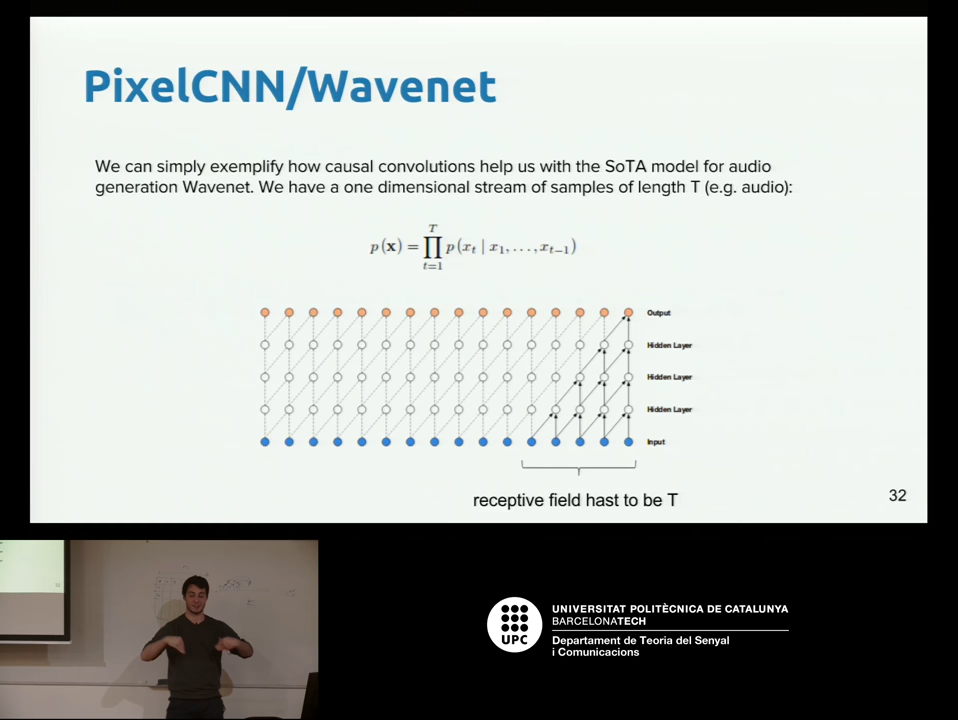 PixelCNN/Wavenet
We can simply exemplify how causal convolutions help us with the SoTA model for audio
generation Wavenet. We have a one dimensional stream of samples of length T (e.g. audio):
p(x) = ∏_{t=1}^{T} p(x_t | x_1, . . . , x_{t−1})
Output
Hidden Layer
Hidden Layer
Hidden Layer
Input
receptive field hast to be T
32
UPC
UNIVERSITAT POLITÈCNICA DE CATALUNYA
BARCELONATECH
Departament de Teoria del Senyal
i Comunicacions